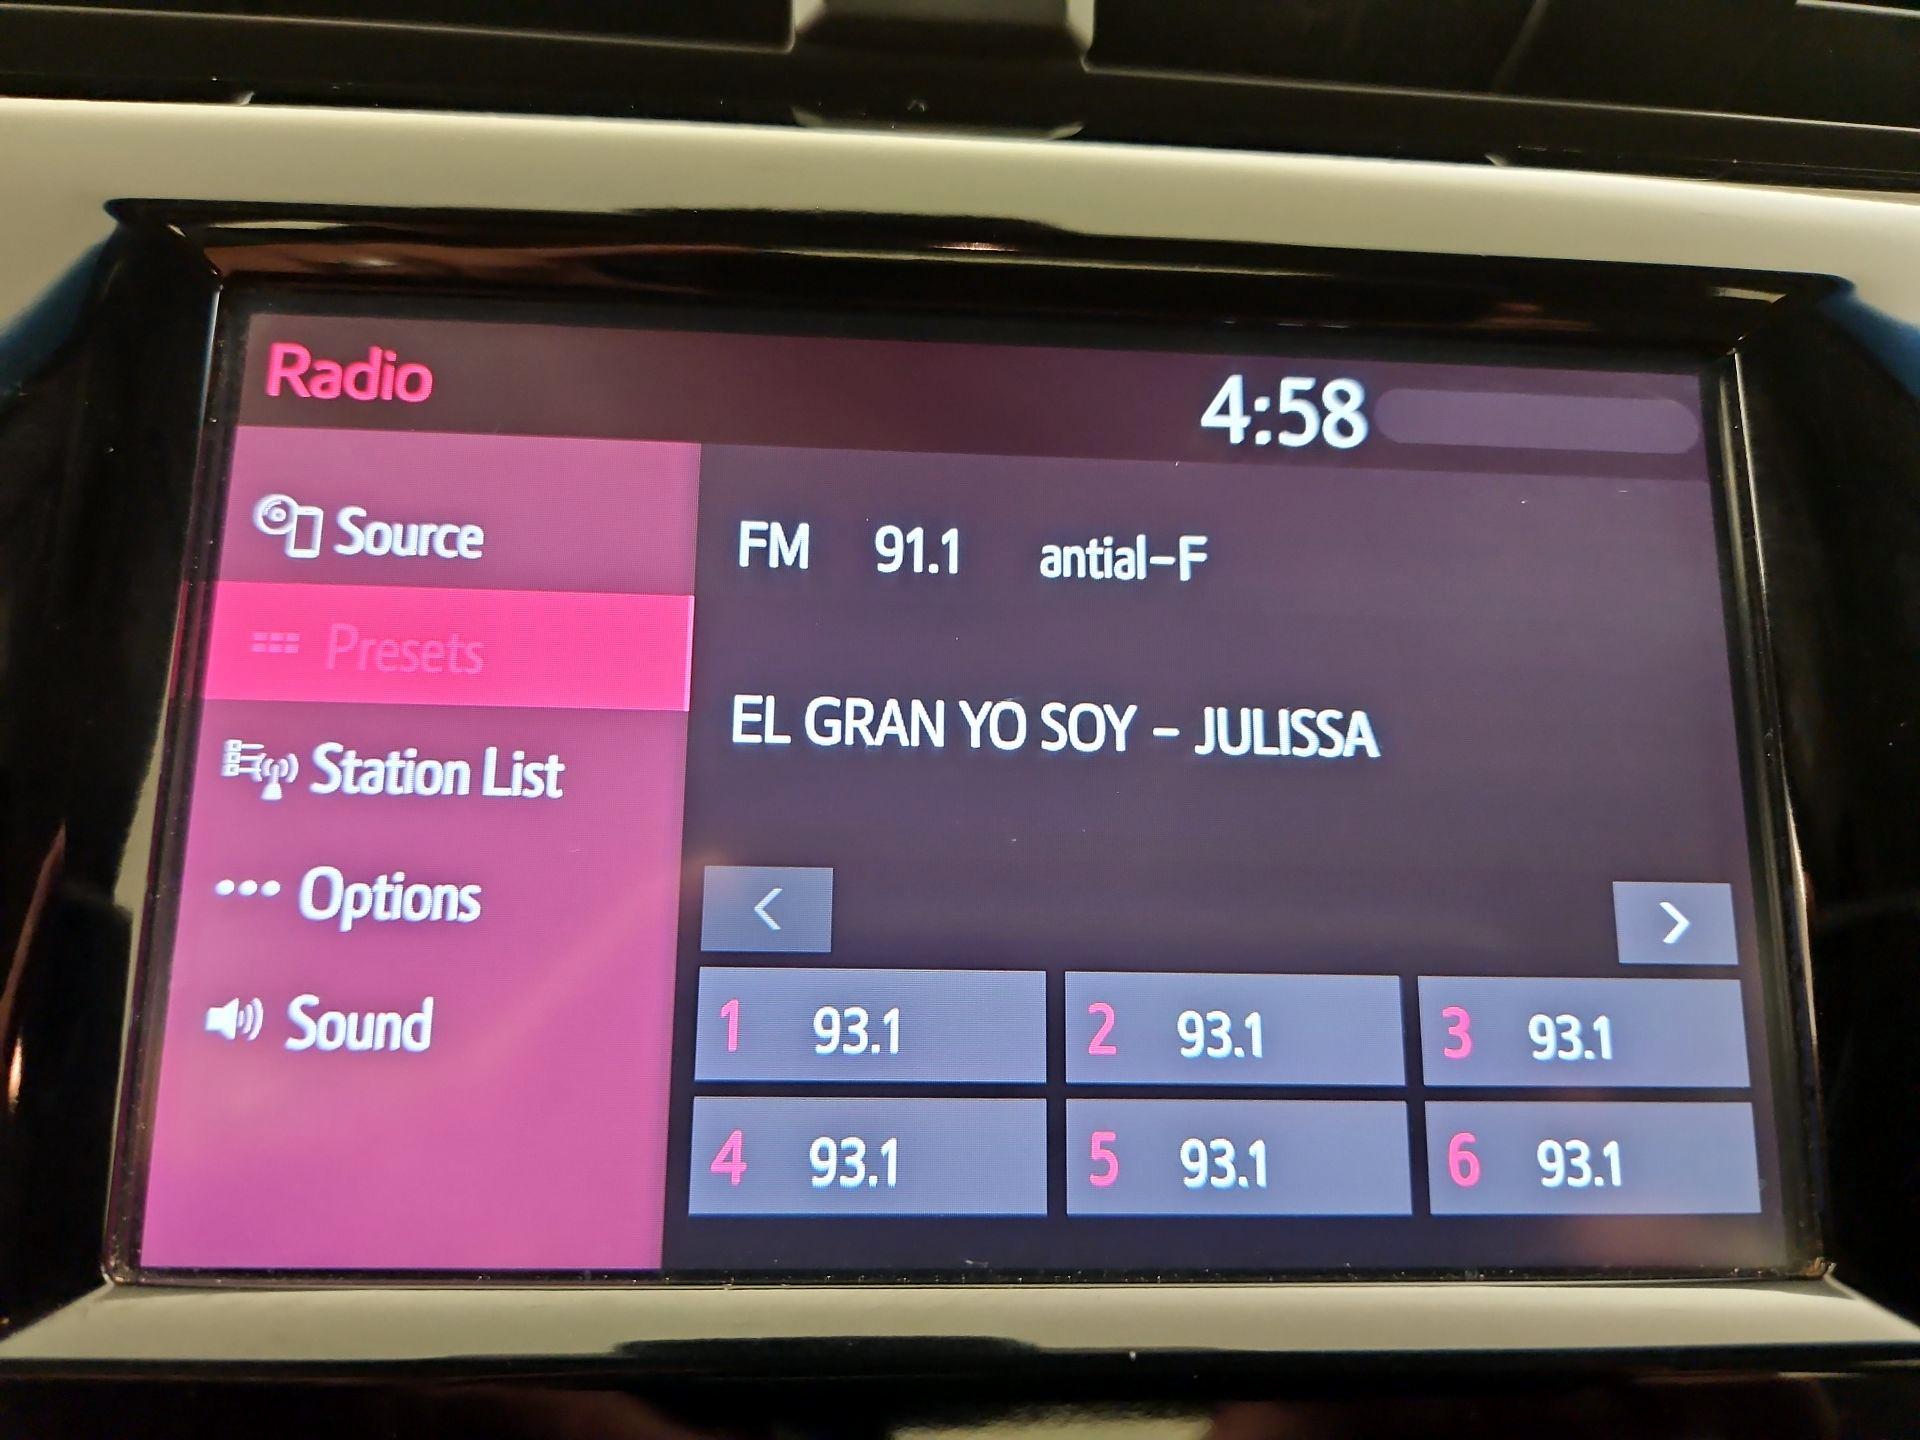 Radio
4:58
Source
Presets
Station List
Options
Sound
FM 91.1 antial-F
EL GRAN YO SOY - JULISSA
<
>
1 93.1
2 93.1
3 93.1
4 93.1
5 93.1
6 93.1